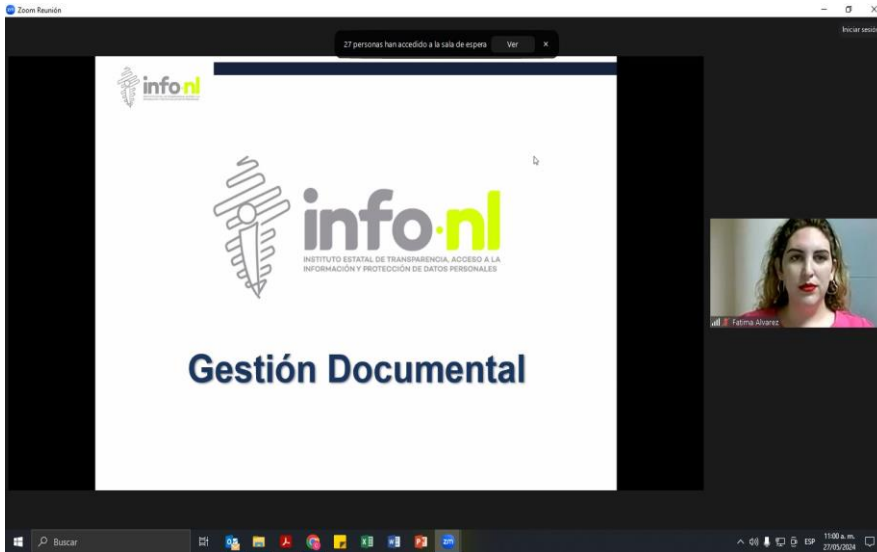 Zoom Reunión
Iniciar sesión
27 personas han accedido a la sala de espera Ver
info·nl
info·nl
INSTITUTO ESTATAL DE TRANSPARENCIA, ACCESO A LA
INFORMACIÓN Y PROTECCIÓN DE DATOS PERSONALES
Gestión Documental
Fatima Alvarez
Buscar
zm
ESP
11:00 a. m.
27/05/2024